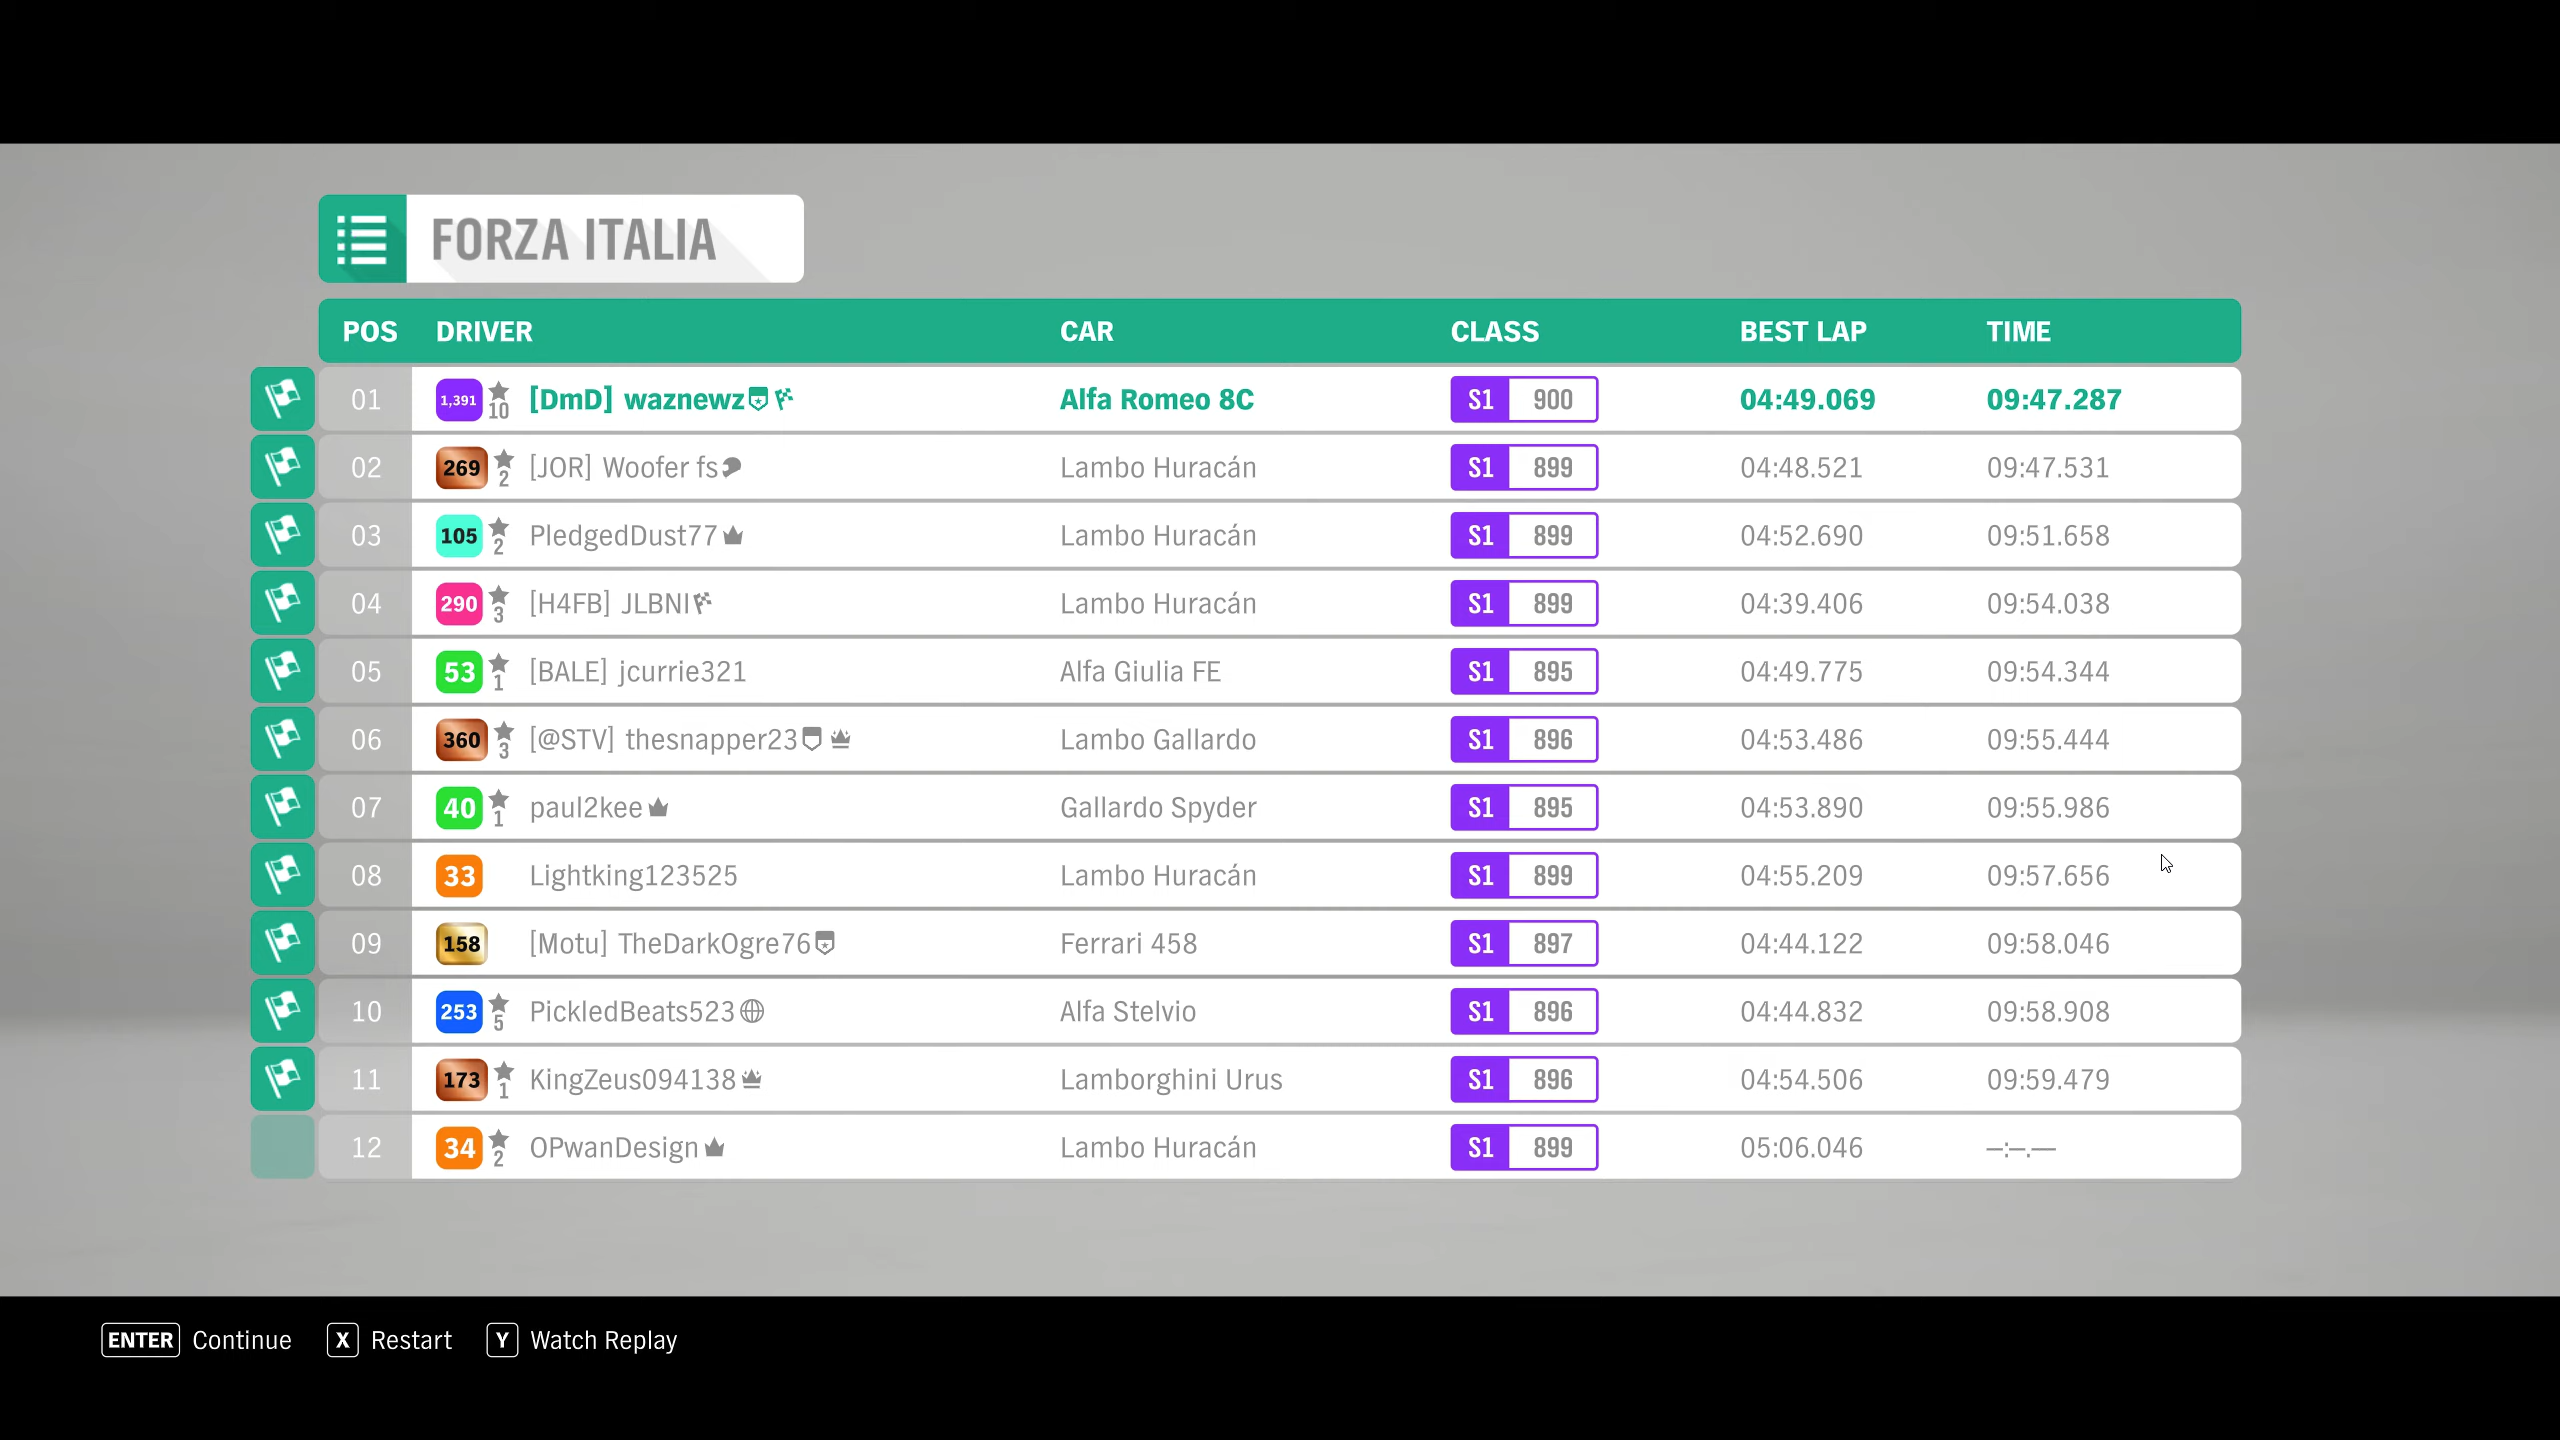 FORZA ITALIA
POS DRIVER CAR CLASS BEST LAP TIME
01 1,391 10 [DmD] waznewz Alfa Romeo 8C S1 900 04:49.069 09:47.287
02 269 2 [JOR] Woofer fs Lambo Huracán S1 899 04:48.521 09:47.531
03 105 2 PledgedDust77 Lambo Huracán S1 899 04:52.690 09:51.658
04 290 3 [H4FB] JLBNI Lambo Huracán S1 899 04:39.406 09:54.038
05 53 1 [BALE] jcurrie321 Alfa Giulia FE S1 895 04:49.775 09:54.344
06 360 3 [@STV] thesnapper23 Lambo Gallardo S1 896 04:53.486 09:55.444
07 40 1 paul2kee Gallardo Spyder S1 895 04:53.890 09:55.986
08 33 Lightking123525 Lambo Huracán S1 899 04:55.209 09:57.656
09 158 [Motu] TheDarkOgre76 Ferrari 458 S1 897 04:44.122 09:58.046
10 253 5 PickledBeats523 Alfa Stelvio S1 896 04:44.832 09:58.908
11 173 1 KingZeus094138 Lamborghini Urus S1 896 04:54.506 09:59.479
12 34 2 OPwanDesign Lambo Huracán S1 899 05:06.046 –:–.—
ENTER Continue X Restart Y Watch Replay